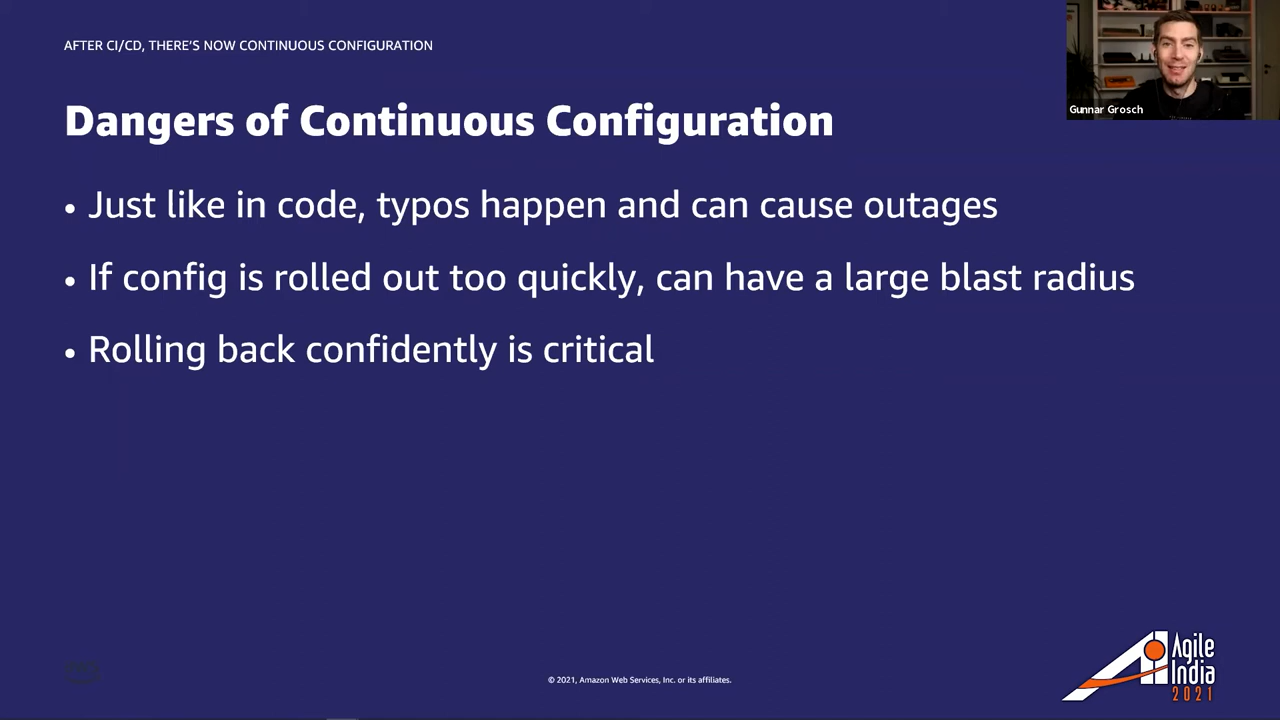 AFTER CI/CD, THERE'S NOW CONTINUOUS CONFIGURATION
Gunnar Grosch
Dangers of Continuous Configuration
• Just like in code, typos happen and can cause outages
• If config is rolled out too quickly, can have a large blast radius
• Rolling back confidently is critical
© 2021, Amazon Web Services, Inc. or its affiliates.
Agile
India
2021